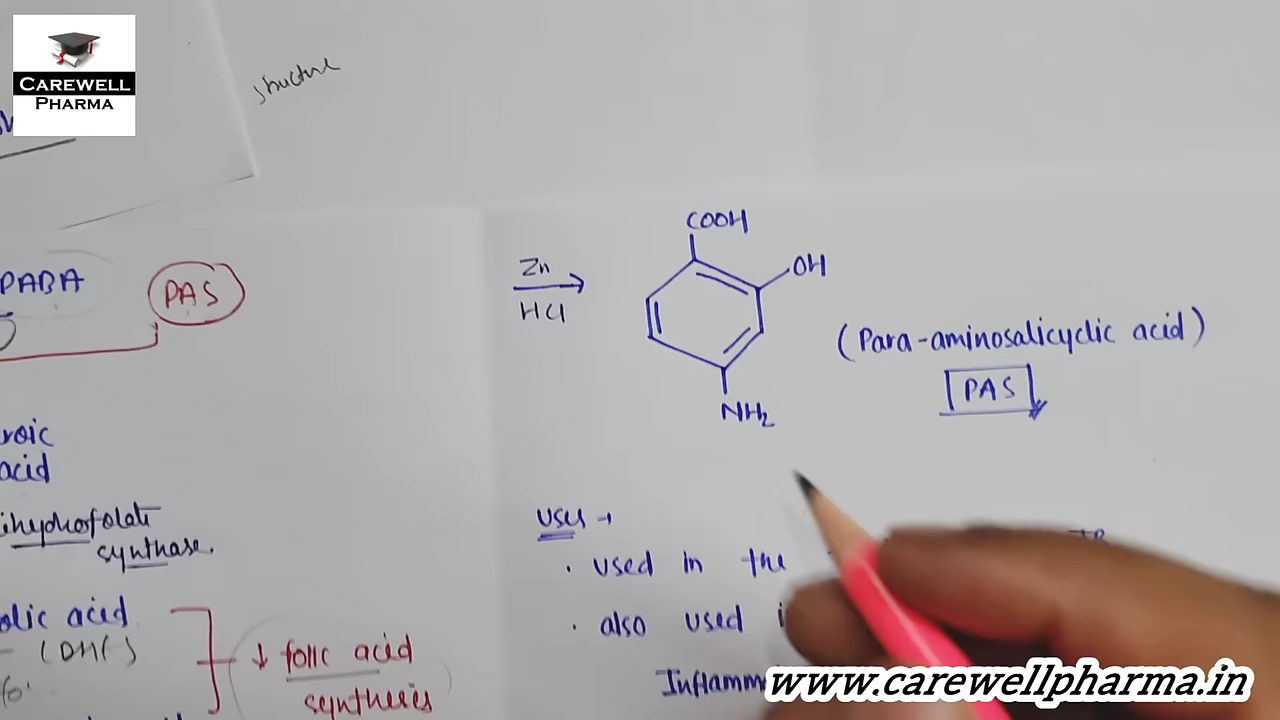 CAREWELL
PHARMA
structure
PABA
PAS
roic
acid
ihydrofolate
synthase.
olic acid
(DHF)
↓ folic acid
synthesis
Zn
HCl
COOH
OH
NH₂
(Para-aminosalicyclic acid)
PAS
Uses →
· used in the
· also used i
Inflamm
www.carewellpharma.in